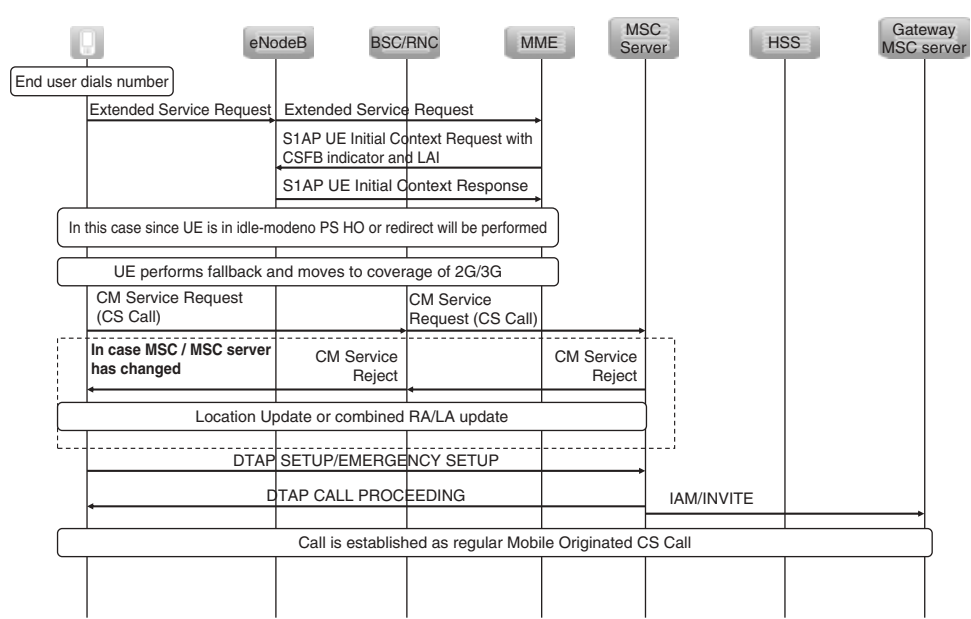 eNodeB
BSC/RNC
MME
MSC
Server
HSS
Gateway
MSC server
End user dials number
Extended Service Request
Extended Service Request
S1AP UE Initial Context Request with
CSFB indicator and LAI
S1AP UE Initial Context Response
In this case since UE is in idle-modeno PS HO or redirect will be performed
UE performs fallback and moves to coverage of 2G/3G
CM Service Request
(CS Call)
CM Service
Request (CS Call)
In case MSC / MSC server
has changed
CM Service
Reject
CM Service
Reject
Location Update or combined RA/LA update
DTAP SETUP/EMERGENCY SETUP
DTAP CALL PROCEEDING
IAM/INVITE
Call is established as regular Mobile Originated CS Call